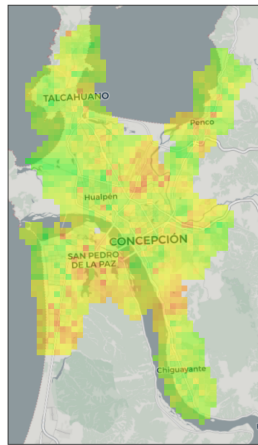 TALCAHUANO
Penco
Hualpén
CONCEPCIÓN
SAN PEDRO
DE LA PAZ
Chiguayante